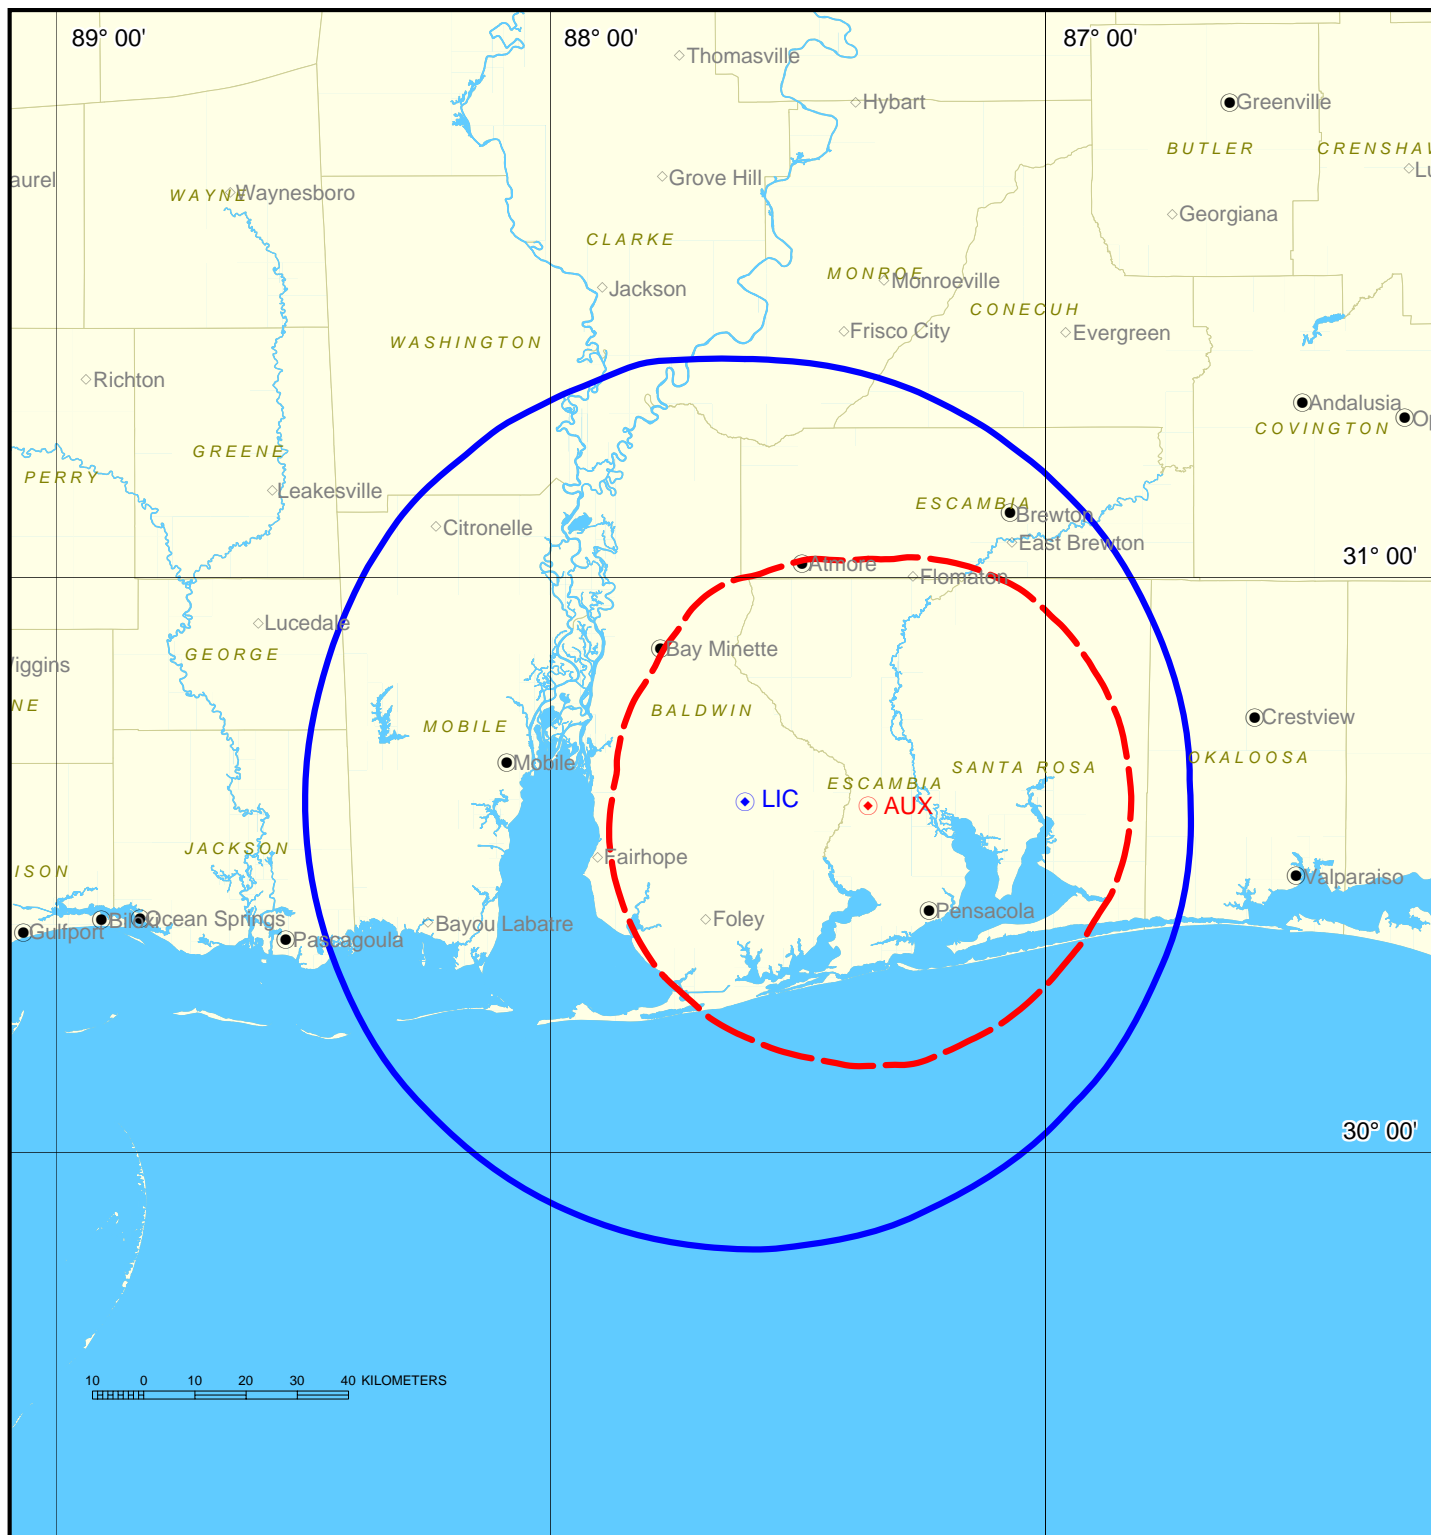 89° 00'
88° 00'
87° 00'
Thomasville
Hybart
Greenville
BUTLER
CRENSHAW
Lu
aurel
WAYNE
Waynesboro
Grove Hill
Georgiana
CLARKE
MONROE
Monroeville
Jackson
CONECUH
Frisco City
Evergreen
WASHINGTON
Richton
Andalusia
Op
COVINGTON
GREENE
PERRY
Leakesville
ESCAMBIA
Brewton
Citronelle
East Brewton
31° 00'
Atmore
Flomaton
Lucedale
GEORGE
Wiggins
Bay Minette
NE
BALDWIN
Crestview
MOBILE
Mobile
OKALOOSA
SANTA ROSA
ESCAMBIA
LIC
AUX
JACKSON
Fairhope
ISON
Valparaiso
Biloxi
Ocean Springs
Bayou Labatre
Foley
Pensacola
Gulfport
Pascagoula
30° 00'
10 0 10 20 30 40 KILOMETERS